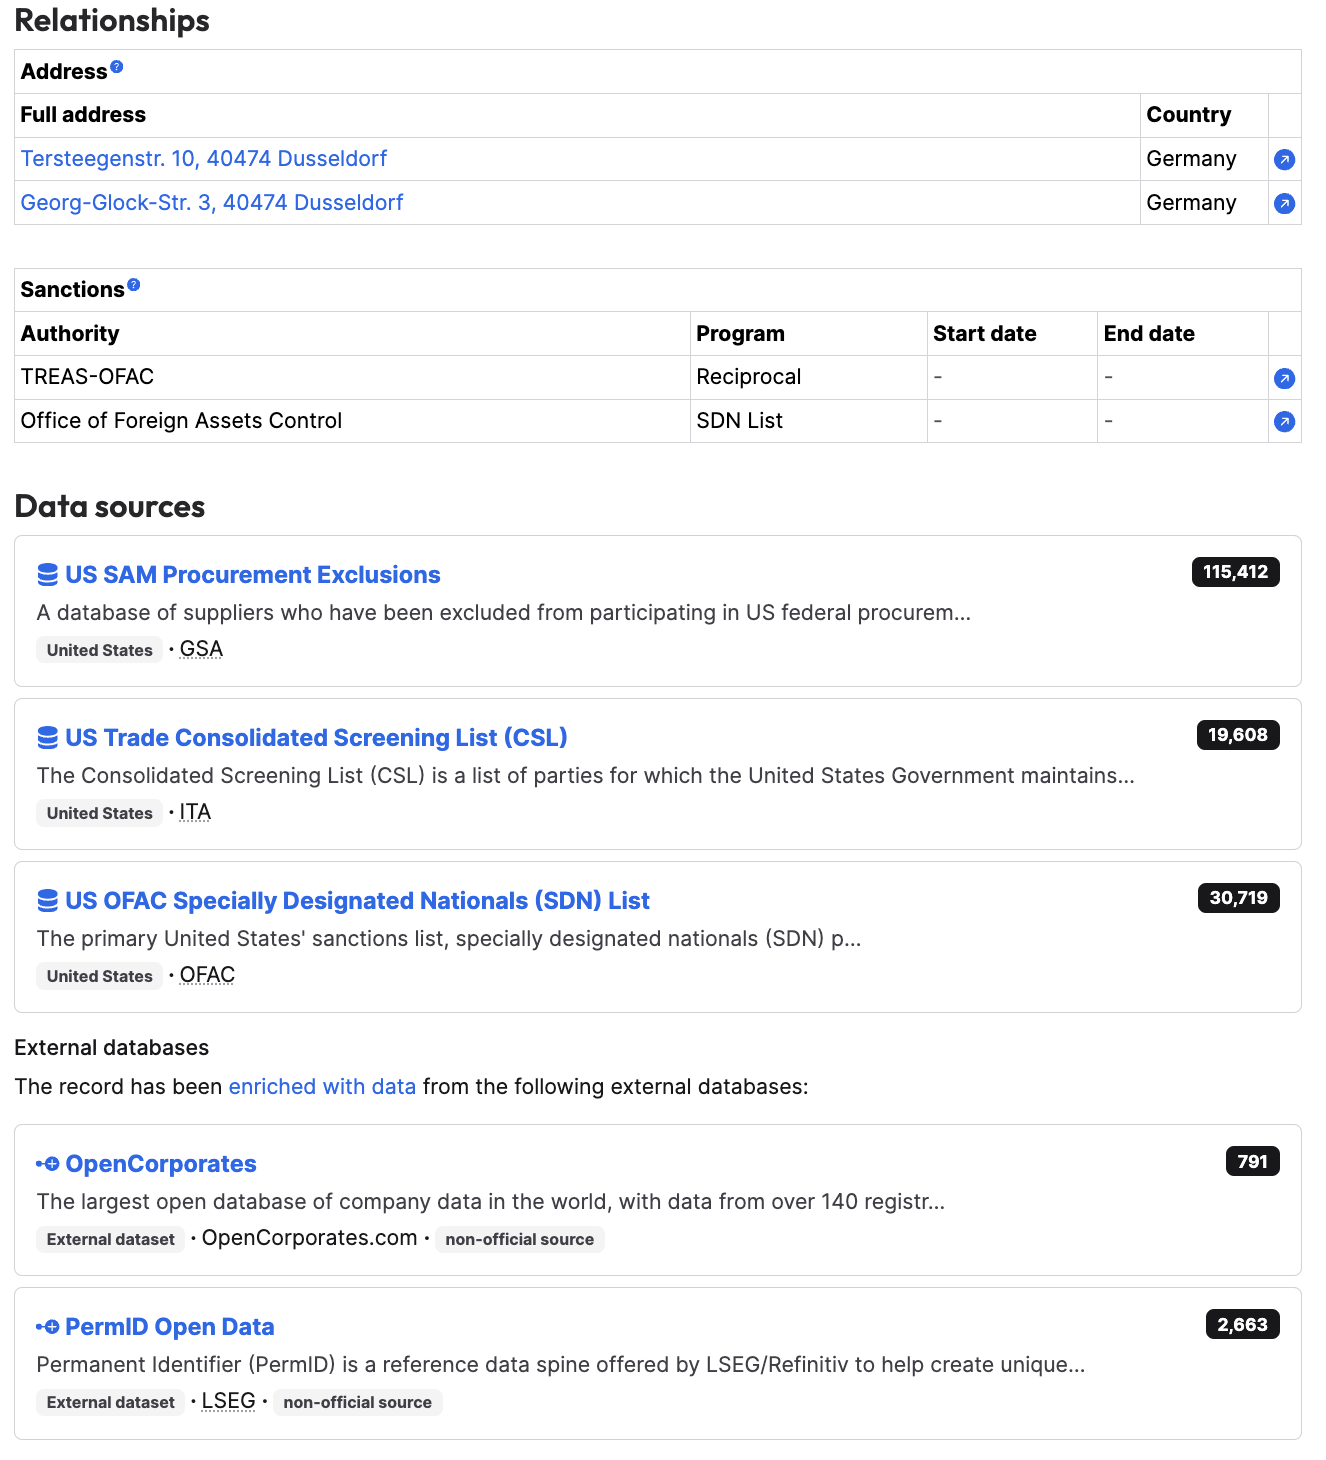 Relationships
Address ?
Full address Country
Tersteegenstr. 10, 40474 Dusseldorf Germany
Georg-Glock-Str. 3, 40474 Dusseldorf Germany
Sanctions ?
Authority Program Start date End date
TREAS-OFAC Reciprocal - -
Office of Foreign Assets Control SDN List - -
Data sources
US SAM Procurement Exclusions 115,412
A database of suppliers who have been excluded from participating in US federal procurem...
United States · GSA
US Trade Consolidated Screening List (CSL) 19,608
The Consolidated Screening List (CSL) is a list of parties for which the United States Government maintains...
United States · ITA
US OFAC Specially Designated Nationals (SDN) List 30,719
The primary United States' sanctions list, specially designated nationals (SDN) p...
United States · OFAC
External databases
The record has been enriched with data from the following external databases:
OpenCorporates 791
The largest open database of company data in the world, with data from over 140 registr...
External dataset · OpenCorporates.com · non-official source
PermID Open Data 2,663
Permanent Identifier (PermID) is a reference data spine offered by LSEG/Refinitiv to help create unique...
External dataset · LSEG · non-official source